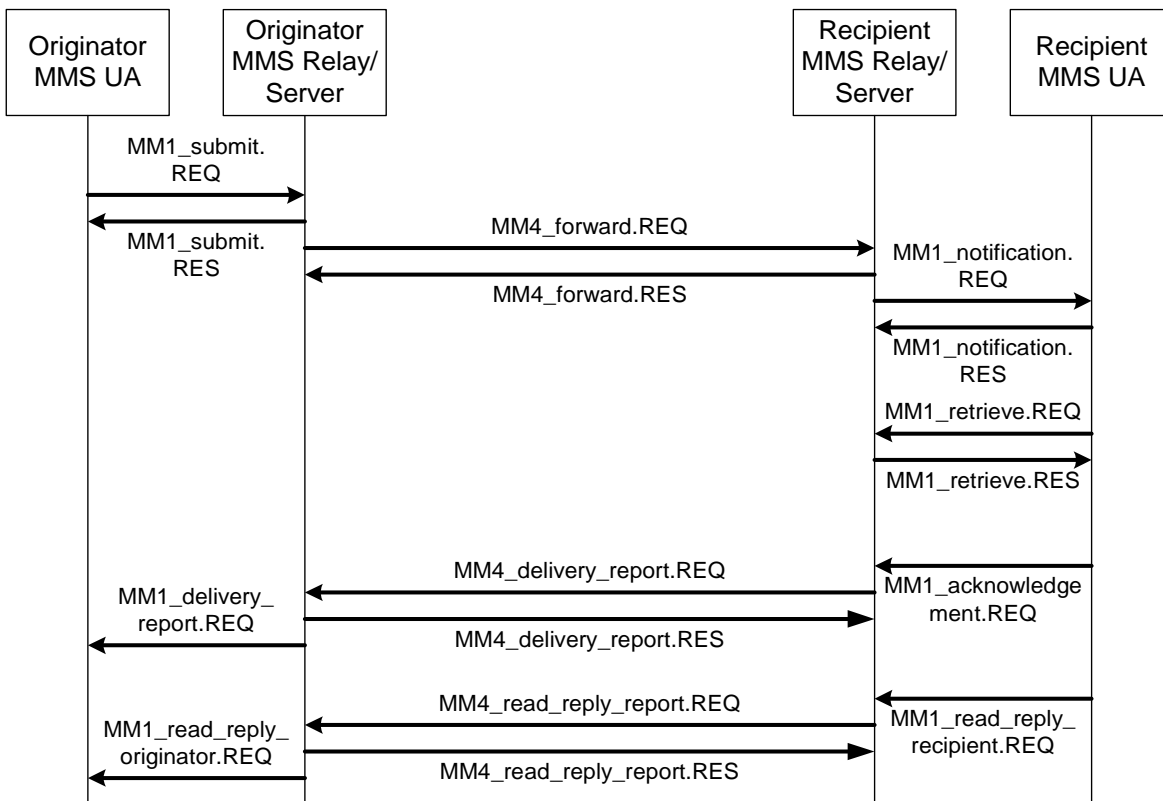 Originator
MMS UA
Originator
MMS Relay/
Server
Recipient
MMS Relay/
Server
Recipient
MMS UA
MM1_submit.
REQ
MM1_submit.
RES
MM4_forward.REQ
MM4_forward.RES
MM1_notification.
REQ
MM1_notification.
RES
MM1_retrieve.REQ
MM1_retrieve.RES
MM1_acknowledge
ment.REQ
MM4_delivery_report.REQ
MM4_delivery_report.RES
MM1_delivery_
report.REQ
MM1_read_reply_
recipient.REQ
MM4_read_reply_report.REQ
MM4_read_reply_report.RES
MM1_read_reply_
originator.REQ